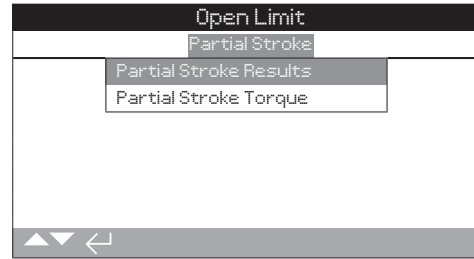 Open Limit
Partial Stroke
Partial Stroke Results
Partial Stroke Torque